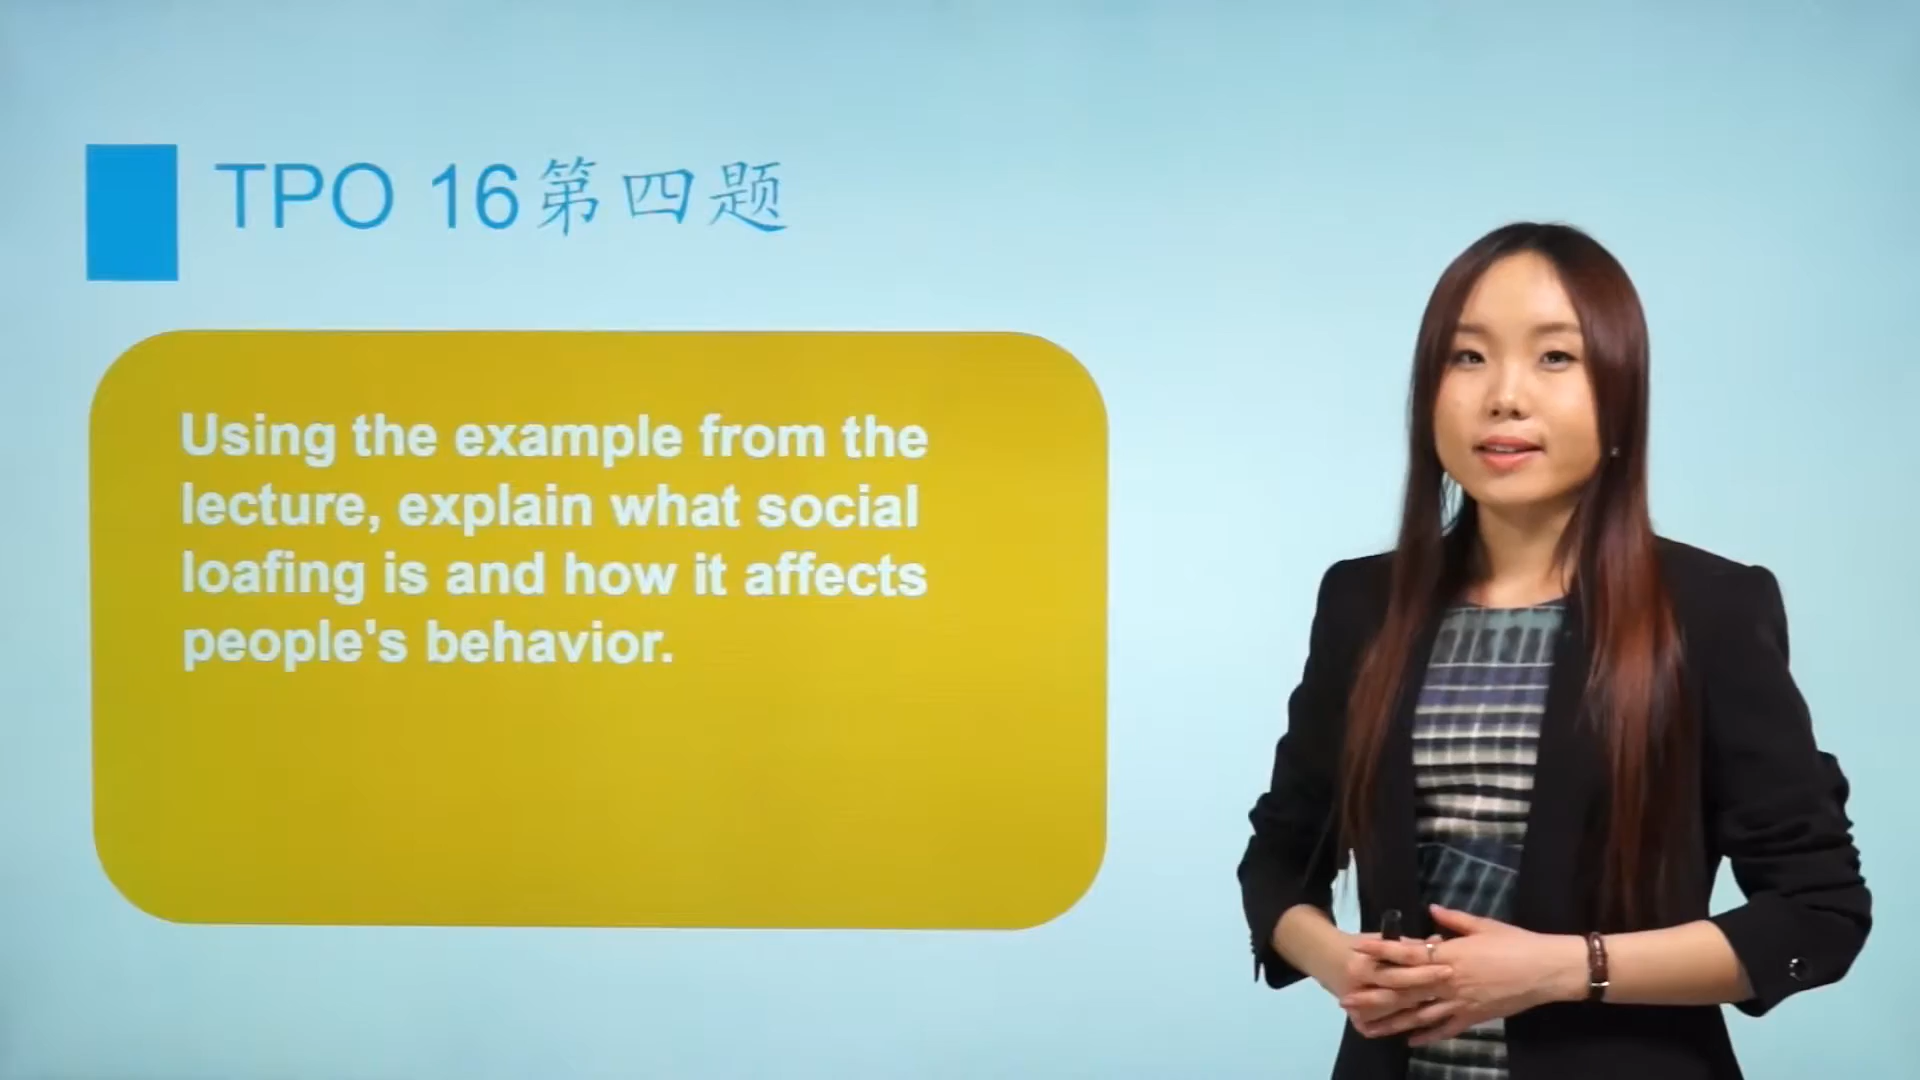 TPO 16第四题
Using the example from the
lecture, explain what social
loafing is and how it affects
people's behavior.